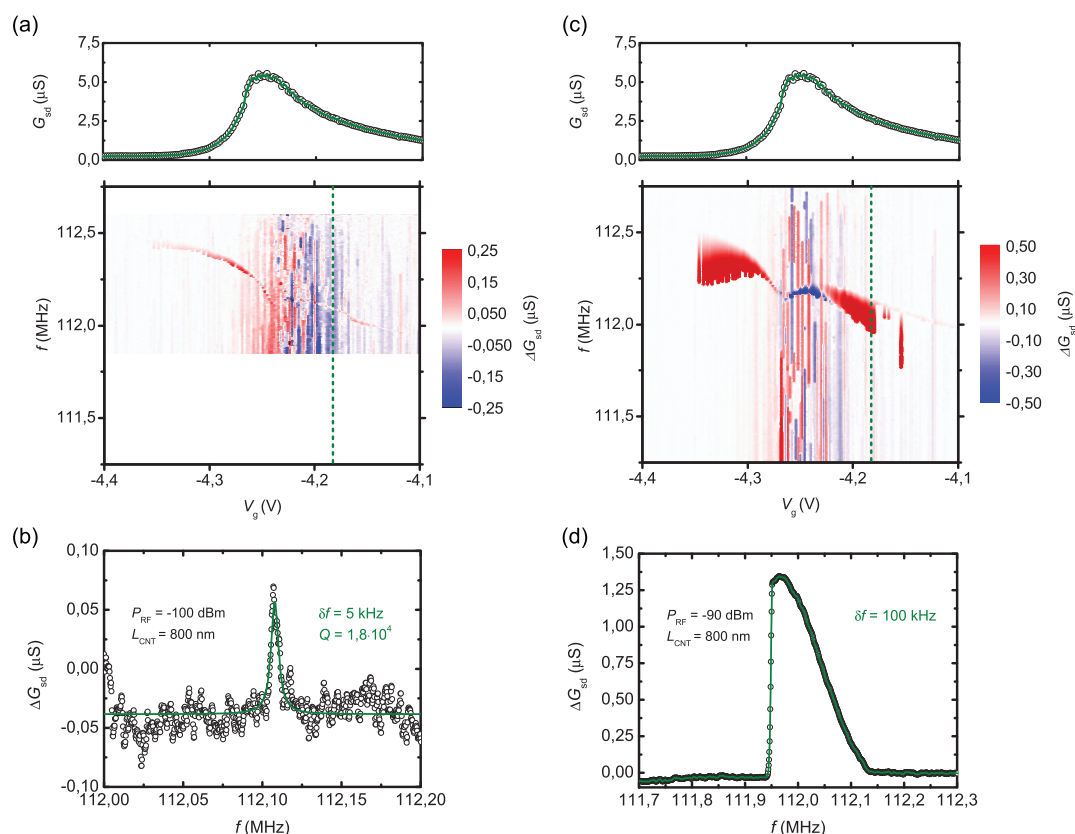 (a)
7,5
5,0
2,5
0,0
G_sd (µS)
112,5
112,0
111,5
f (MHz)
-4,4
-4,3
-4,2
-4,1
V_g (V)
0,25
0,15
0,050
-0,050
-0,15
-0,25
ΔG_sd (µS)
(c)
7,5
5,0
2,5
0,0
G_sd (µS)
112,5
112,0
111,5
f (MHz)
-4,4
-4,3
-4,2
-4,1
V_g (V)
0,50
0,30
0,10
-0,10
-0,30
-0,50
ΔG_sd (µS)
(b)
0,10
0,05
0,00
-0,05
-0,10
ΔG_sd (µS)
P_RF = -100 dBm
L_CNT = 800 nm
δf = 5 kHz
Q = 1,8·10⁴
112,00
112,05
112,10
112,15
112,20
f (MHz)
(d)
1,50
1,25
1,00
0,75
0,50
0,25
0,00
ΔG_sd (µS)
P_RF = -90 dBm
L_CNT = 800 nm
δf = 100 kHz
111,7
111,8
111,9
112,0
112,1
112,2
112,3
f (MHz)